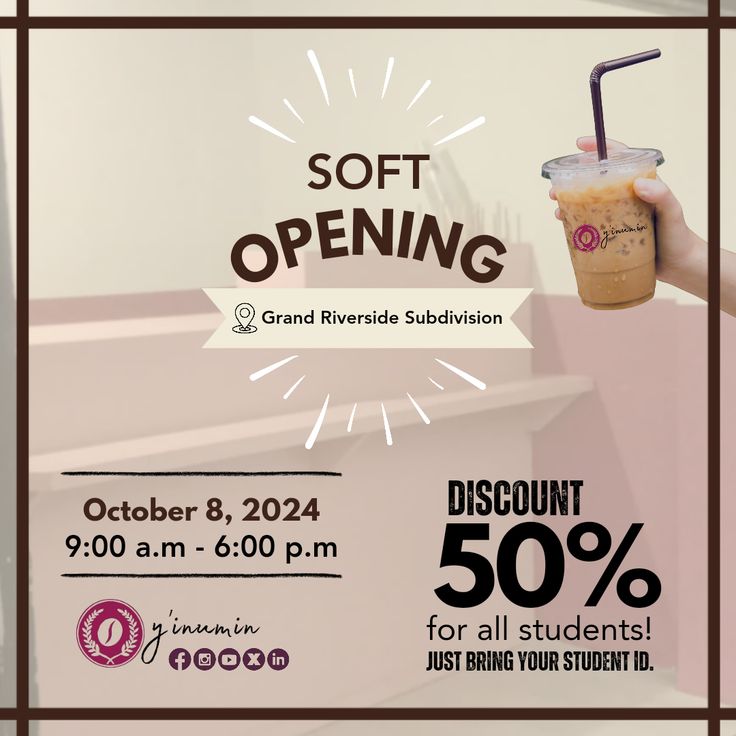 SOFT
OPENING
Grand Riverside Subdivision
y'inumin
October 8, 2024
9:00 a.m - 6:00 p.m
DISCOUNT
50%
for all students!
JUST BRING YOUR STUDENT ID.
y'inumin